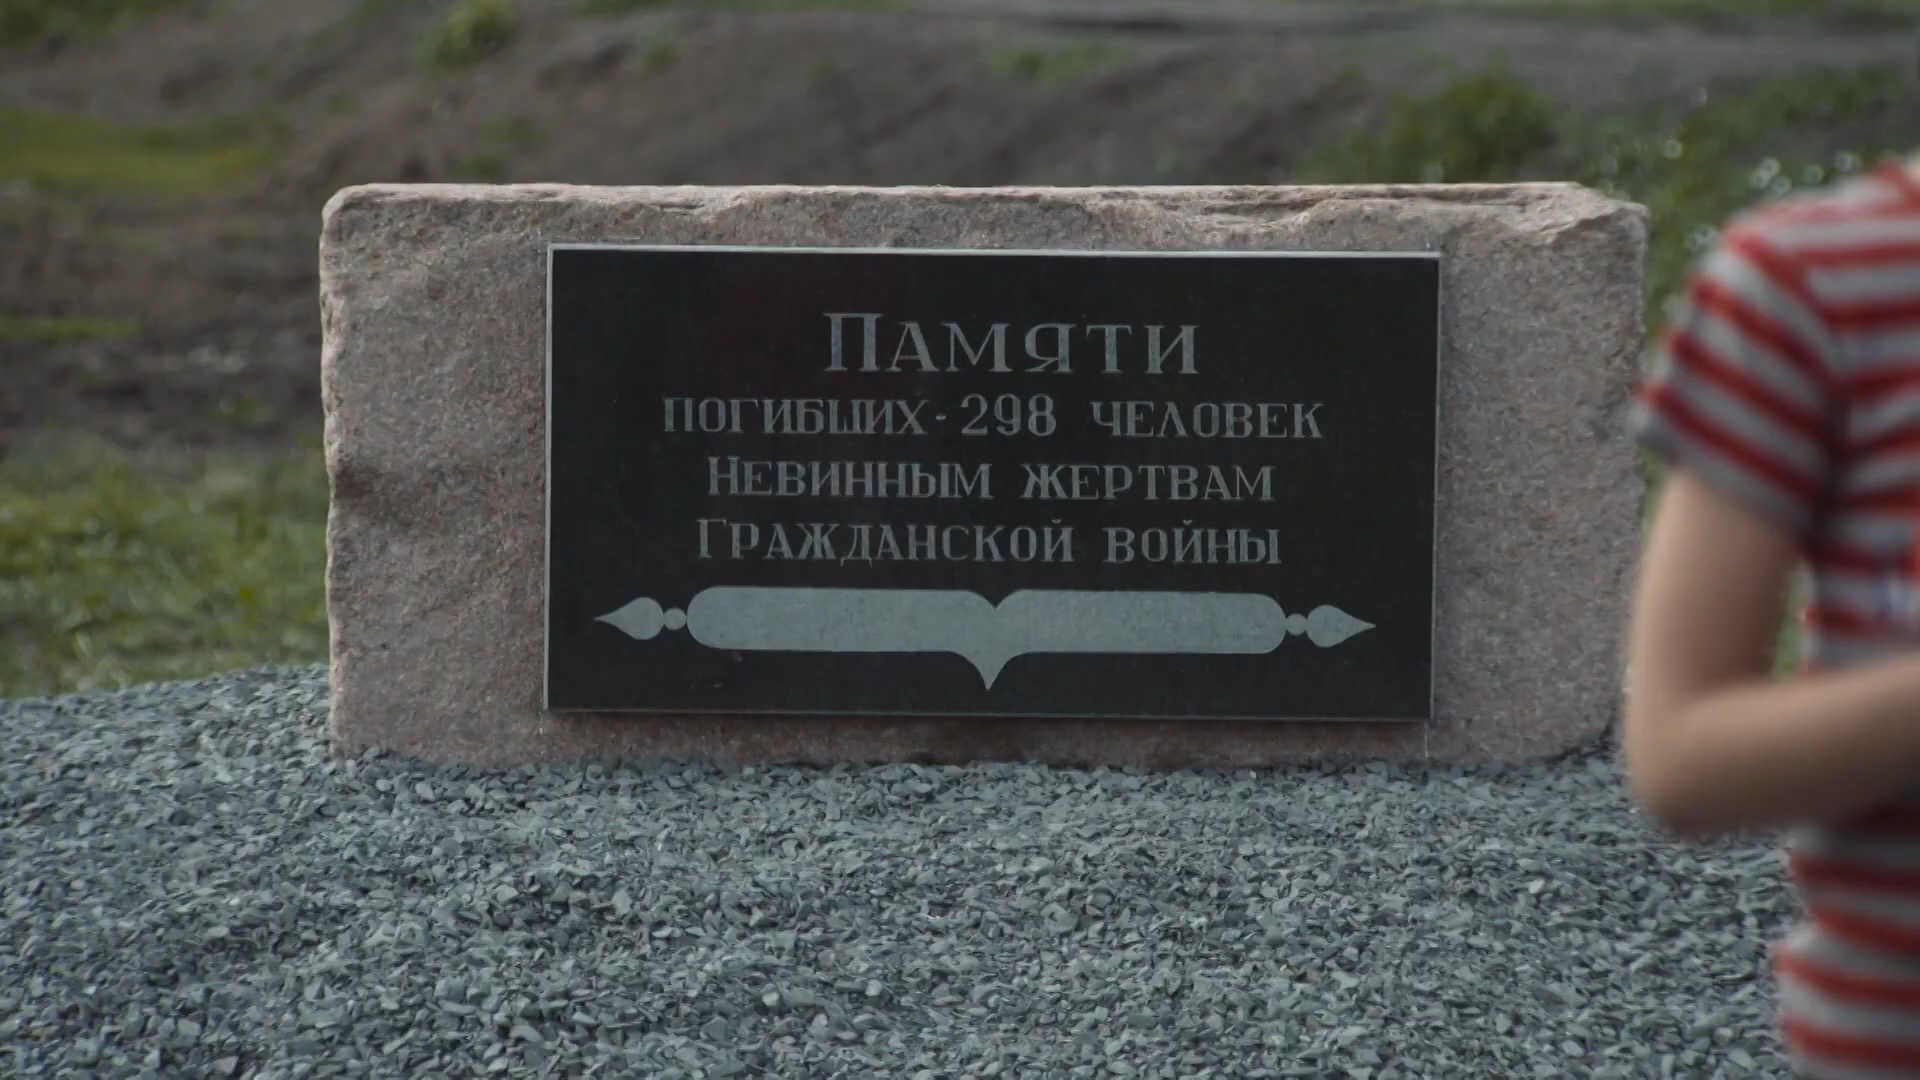 Памяти
погибших - 298 человек
Невинным жертвам
Гражданской войны